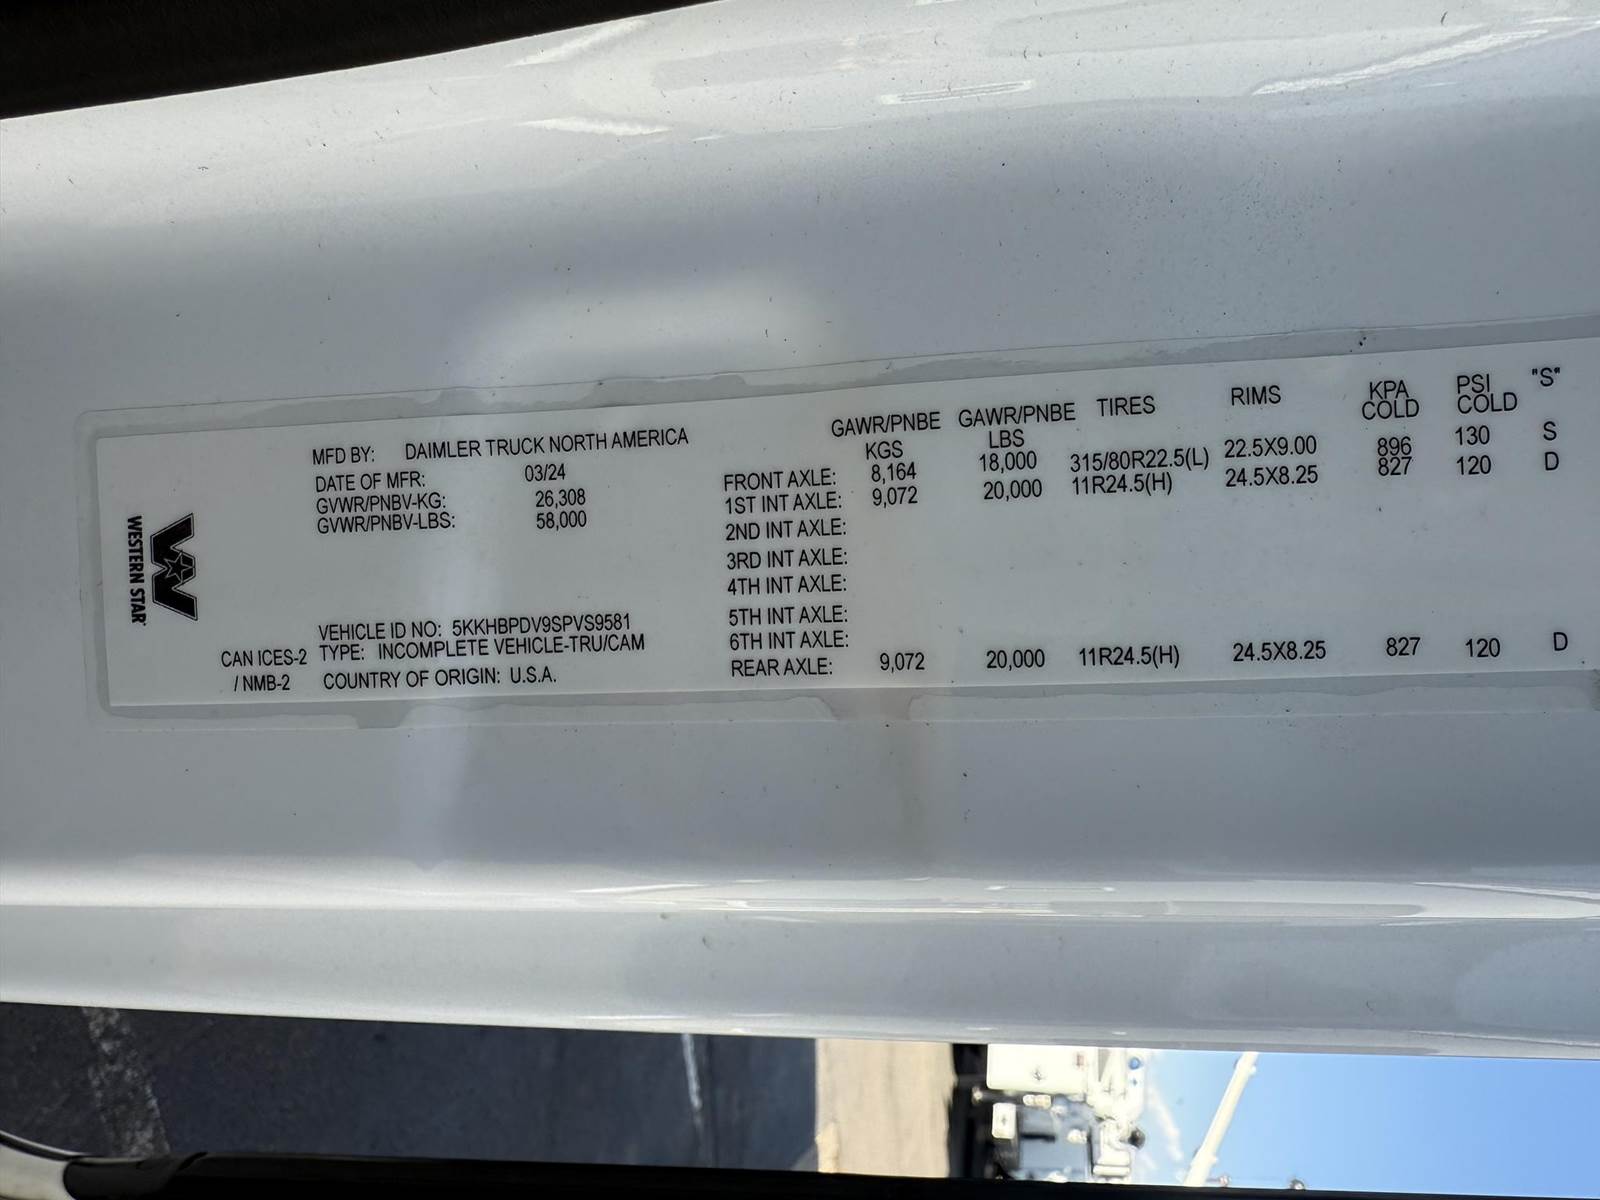 WESTERN STAR
MFD BY: DAIMLER TRUCK NORTH AMERICA
DATE OF MFR: 03/24
GVWR/PNBV-KG: 26,308
GVWR/PNBV-LBS: 58,000
VEHICLE ID NO: 5KKHBPDV9SPVS9581
CAN ICES-2 TYPE: INCOMPLETE VEHICLE-TRU/CAM
/ NMB-2 COUNTRY OF ORIGIN: U.S.A.
GAWR/PNBE KGS GAWR/PNBE LBS TIRES RIMS KPA COLD PSI COLD "S"
FRONT AXLE: 8,164 18,000 315/80R22.5(L) 22.5X9.00 896 130 S
1ST INT AXLE: 9,072 20,000 11R24.5(H) 24.5X8.25 827 120 D
2ND INT AXLE:
3RD INT AXLE:
4TH INT AXLE:
5TH INT AXLE:
6TH INT AXLE:
REAR AXLE: 9,072 20,000 11R24.5(H) 24.5X8.25 827 120 D